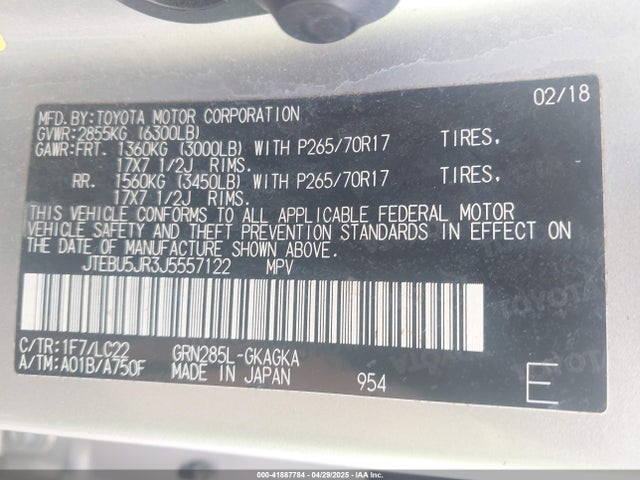 02/18
MFD.BY:TOYOTA MOTOR CORPORATION
GVWR:2855KG (6300LB)
GAWR:FRT. 1360KG (3000LB) WITH P265/70R17 TIRES,
17X7 1/2J RIMS.
RR. 1560KG (3450LB) WITH P265/70R17 TIRES,
17X7 1/2J RIMS.
THIS VEHICLE CONFORMS TO ALL APPLICABLE FEDERAL MOTOR
VEHICLE SAFETY AND THEFT PREVENTION STANDARDS IN EFFECT ON
THE DATE OF MANUFACTURE SHOWN ABOVE.
JTEBU5JR3J5557122 MPV
C/TR:1F7/LC22 GRN285L-GKAGKA
A/TM:A01B/A750F MADE IN JAPAN 954 E
TOYOTA
000-41887784 | 04/29/2025 | IAA Inc. - Copyright